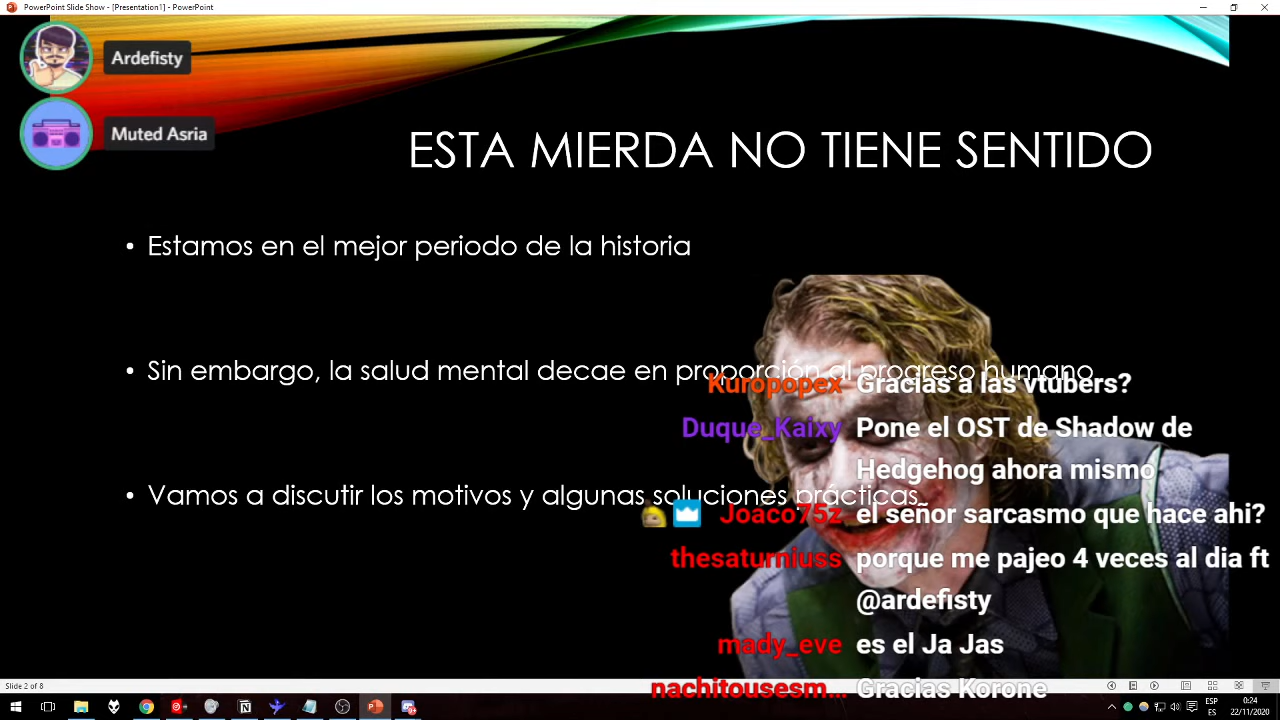 PowerPoint Slide Show - [Presentation1] - PowerPoint
Ardefisty
Muted Asria
ESTA MIERDA NO TIENE SENTIDO
• Estamos en el mejor periodo de la historia
• Sin embargo, la salud mental decae en proporción al progreso humano
Kuropopex Gracias a las vtubers?
Duque_Kaixy Pone el OST de Shadow de
Hedgehog ahora mismo
• Vamos a discutir los motivos y algunas soluciones prácticas
Joaco75z el señor sarcasmo que hace ahi?
thesaturniuss porque me pajeo 4 veces al dia ft
@ardefisty
mady_eve es el Ja Jas
nachitousesm... Gracias Korone
Slide 2 of 8
ESP
ES
0:24
22/11/2020